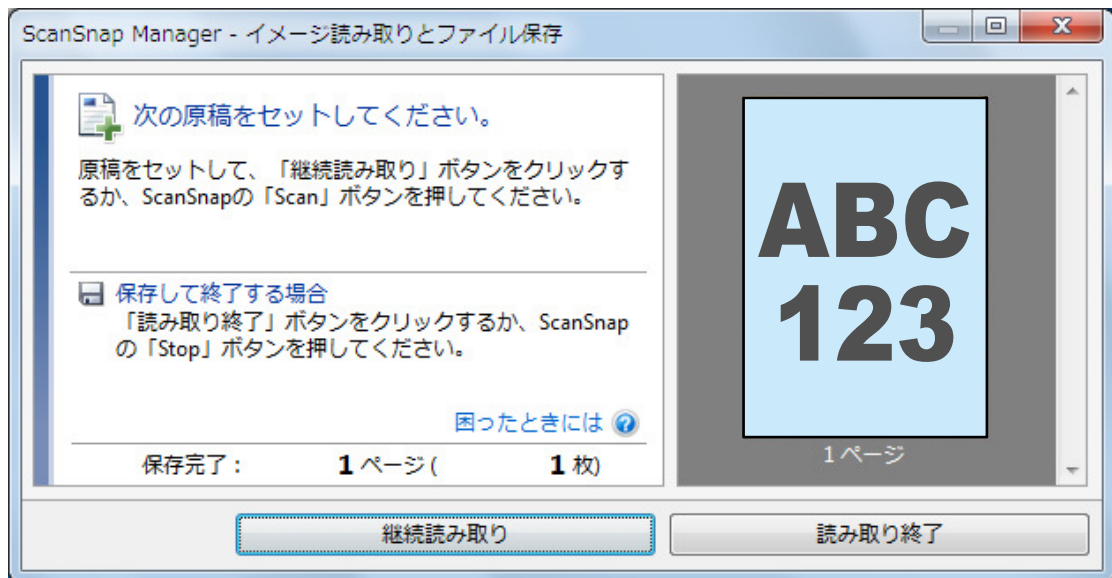 ScanSnap Manager - イメージ読み取りとファイル保存
次の原稿をセットしてください。
原稿をセットして、「継続読み取り」ボタンをクリックす
るか、ScanSnapの「Scan」ボタンを押してください。
保存して終了する場合
「読み取り終了」ボタンをクリックするか、ScanSnap
の「Stop」ボタンを押してください。
困ったときには ?
保存完了： 1 ページ ( 1 枚)
ABC
123
1ページ
継続読み取り
読み取り終了